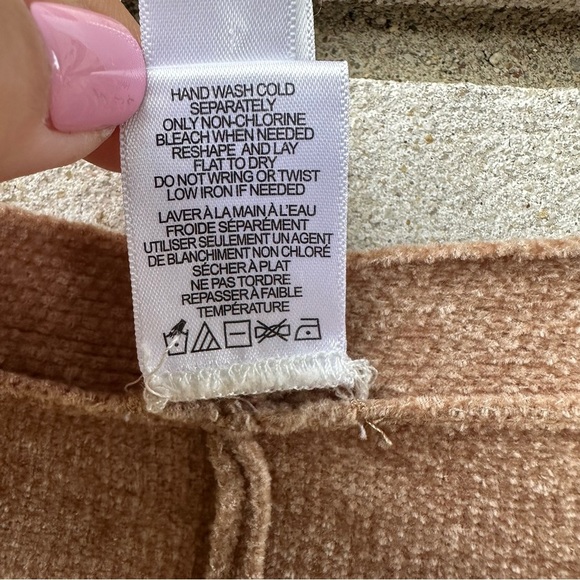 HAND WASH COLD
SEPARATELY
ONLY NON-CHLORINE
BLEACH WHEN NEEDED
RESHAPE AND LAY
FLAT TO DRY
DO NOT WRING OR TWIST
LOW IRON IF NEEDED
LAVER À LA MAIN À L'EAU
FROIDE SÉPARÉMENT
UTILISER SEULEMENT UN AGENT
DE BLANCHIMENT NON CHLORÉ
SÉCHER À PLAT
NE PAS TORDRE
REPASSER À FAIBLE
TEMPÉRATURE